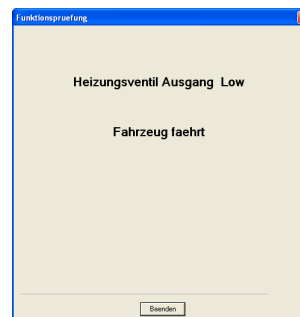 Funktionspruefung
Heizungsventil Ausgang Low
Fahrzeug faehrt
Beenden